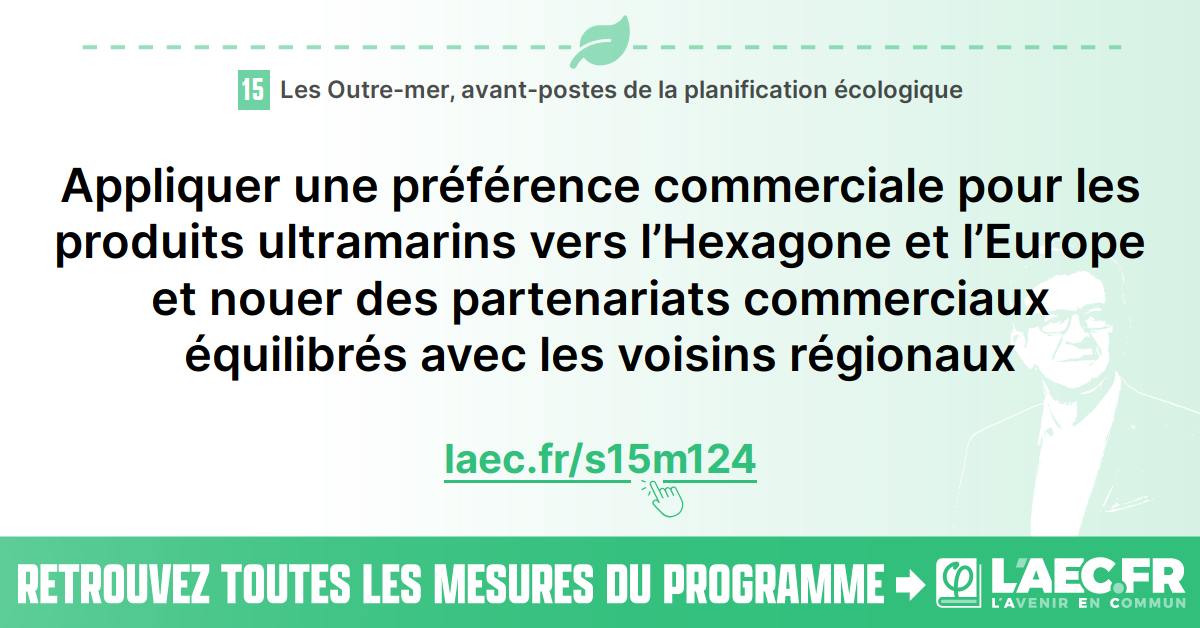 15 Les Outre-mer, avant-postes de la planification écologique
Appliquer une préférence commerciale pour les
produits ultramarins vers l’Hexagone et l’Europe
et nouer des partenariats commerciaux
équilibrés avec les voisins régionaux
laec.fr/s15m124
RETROUVEZ TOUTES LES MESURES DU PROGRAMME
φ L'AEC.FR
L'AVENIR EN COMMUN